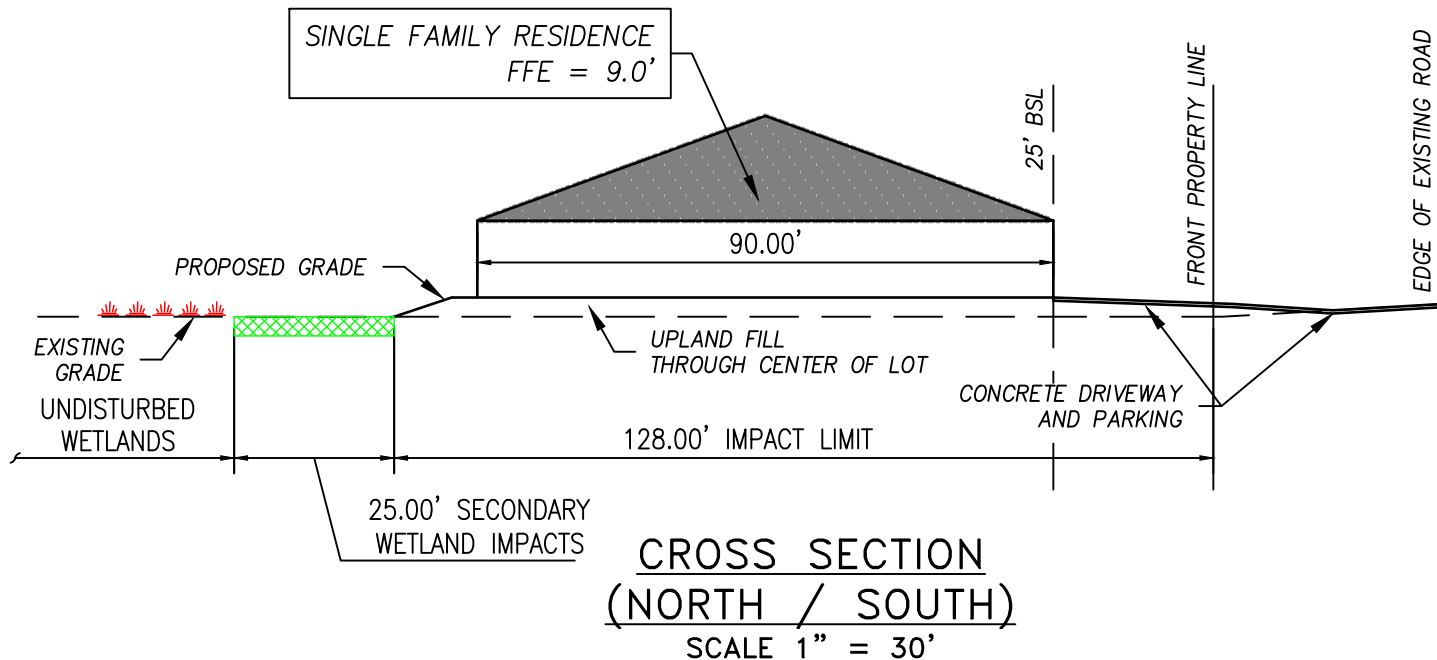 SINGLE FAMILY RESIDENCE
FFE = 9.0'
25' BSL
FRONT PROPERTY LINE
EDGE OF EXISTING ROAD
90.00'
PROPOSED GRADE
EXISTING
GRADE
UPLAND FILL
THROUGH CENTER OF LOT
CONCRETE DRIVEWAY
AND PARKING
UNDISTURBED
WETLANDS
128.00' IMPACT LIMIT
25.00' SECONDARY
WETLAND IMPACTS
CROSS SECTION
(NORTH / SOUTH)
SCALE 1" = 30'